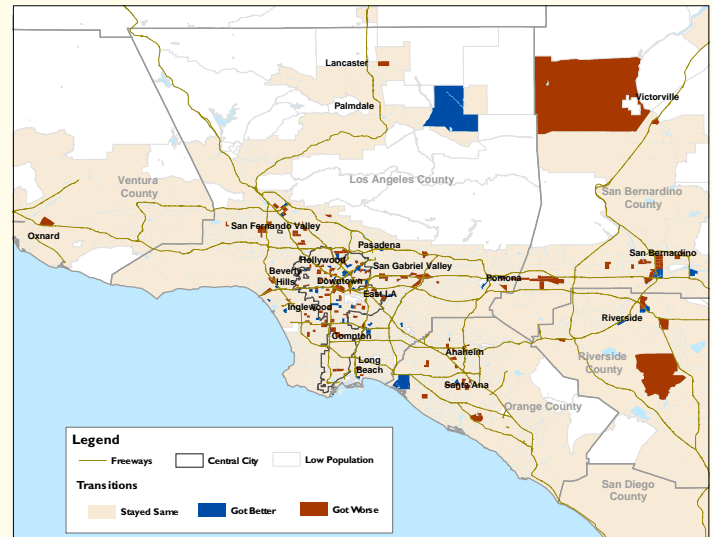 Lancaster
Palmdale
Victorville
Los Angeles County
Ventura
County
San Bernardino
County
Oxnard
San Fernando Valley
Pasadena
Hollywood
San Gabriel Valley
San Bernardino
Beverly
Hills
Downtown
Pomona
East LA
Inglewood
Riverside
Compton
Anaheim
Riverside
County
Long
Beach
Santa Ana
Orange County
San Diego
County
Legend
Freeways
Central City
Low Population
Transitions
Stayed Same
Got Better
Got Worse